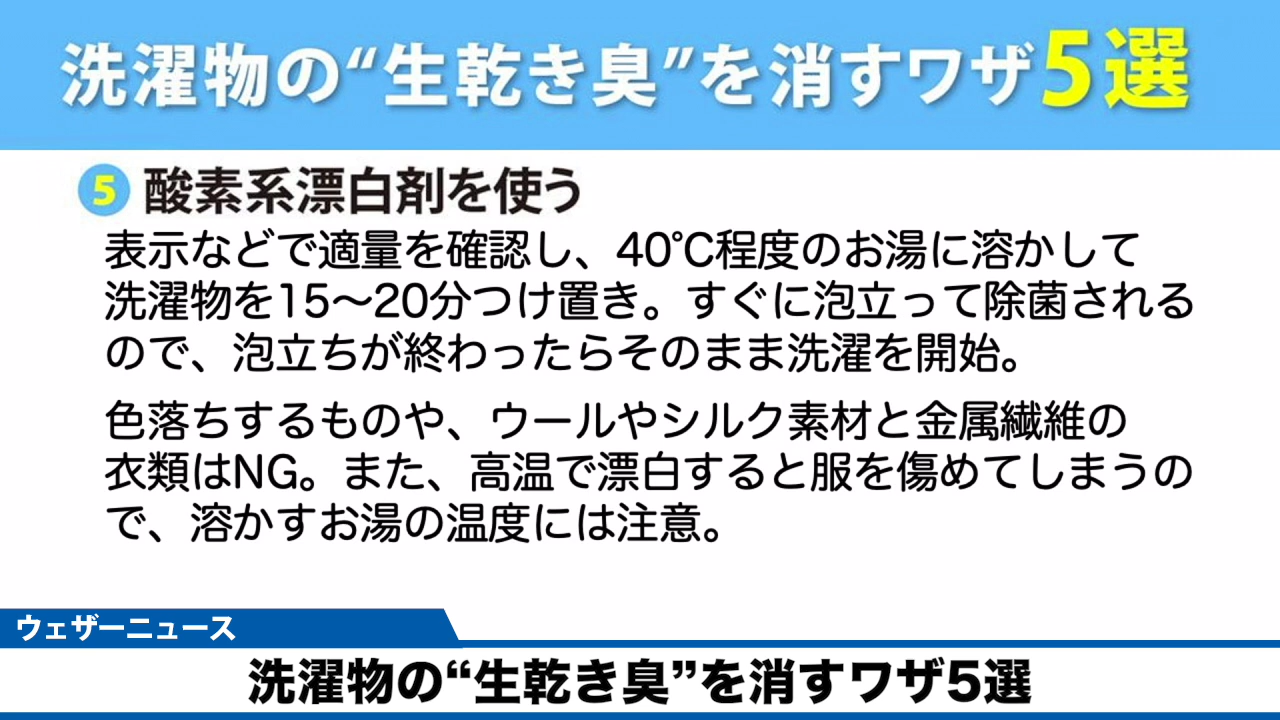 洗濯物の“生乾き臭”を消すワザ5選
5 酸素系漂白剤を使う
表示などで適量を確認し、40℃程度のお湯に溶かして
洗濯物を15〜20分つけ置き。すぐに泡立って除菌される
ので、泡立ちが終わったらそのまま洗濯を開始。
色落ちするものや、ウールやシルク素材と金属繊維の
衣類はNG。また、高温で漂白すると服を傷めてしまうの
で、溶かすお湯の温度には注意。
ウェザーニュース
洗濯物の“生乾き臭”を消すワザ5選